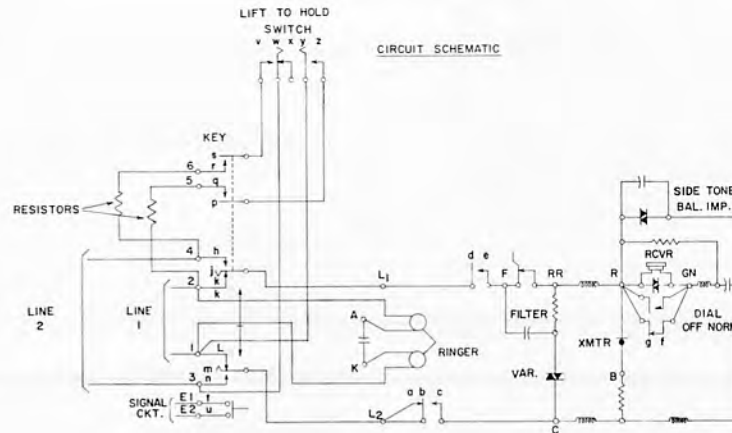 LIFT TO HOLD
SWITCH
v w x y z
CIRCUIT SCHEMATIC
KEY
s
6 r
5 q
p
RESISTORS
4 h
j
2 k
k
LINE
2
LINE
1
1 L
m
3 n
SIGNAL
CKT.
E1 t
E2 u
L1
L2
A
K
RINGER
a b c
d e
F
RR
FILTER
VAR.
C
R
SIDE TONE
BAL. IMP.
RCVR
GN
DIAL
OFF NORM
g f
XMTR
B